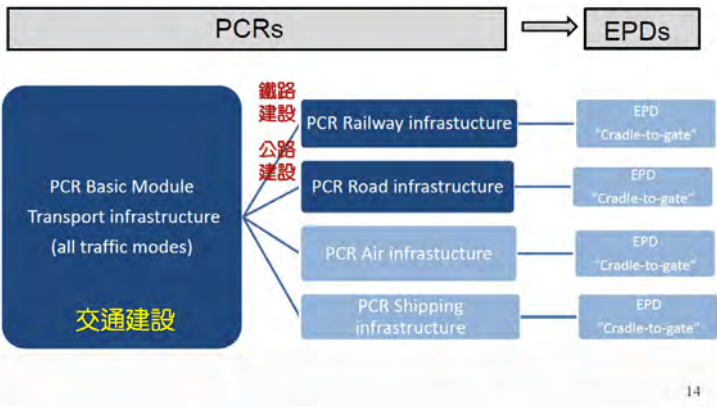 PCRs
EPDs
鐵路
建設
公路
建設
PCR Railway infrastucture
PCR Road infrastructure
PCR Air infrastucture
PCR Shipping
infrastructure
PCR Basic Module
Transport infrastructure
(all traffic modes)
交通建設
EPD
"Cradle-to-gate"
EPD
"Cradle-to-gate"
EPD
"Cradle-to-gate"
EPD
"Cradle-to-gate"
14